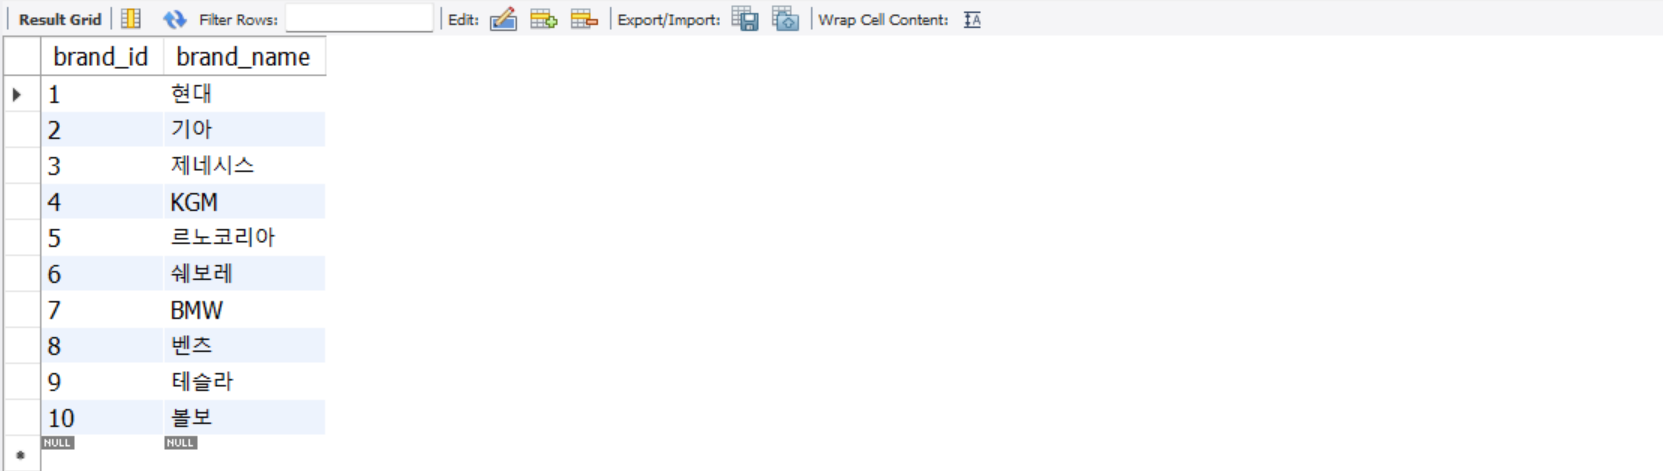 Result Grid Filter Rows: Edit: Export/Import: Wrap Cell Content: IA
brand_id brand_name
1 현대
2 기아
3 제네시스
4 KGM
5 르노코리아
6 쉐보레
7 BMW
8 벤츠
9 테슬라
10 볼보
NULL NULL